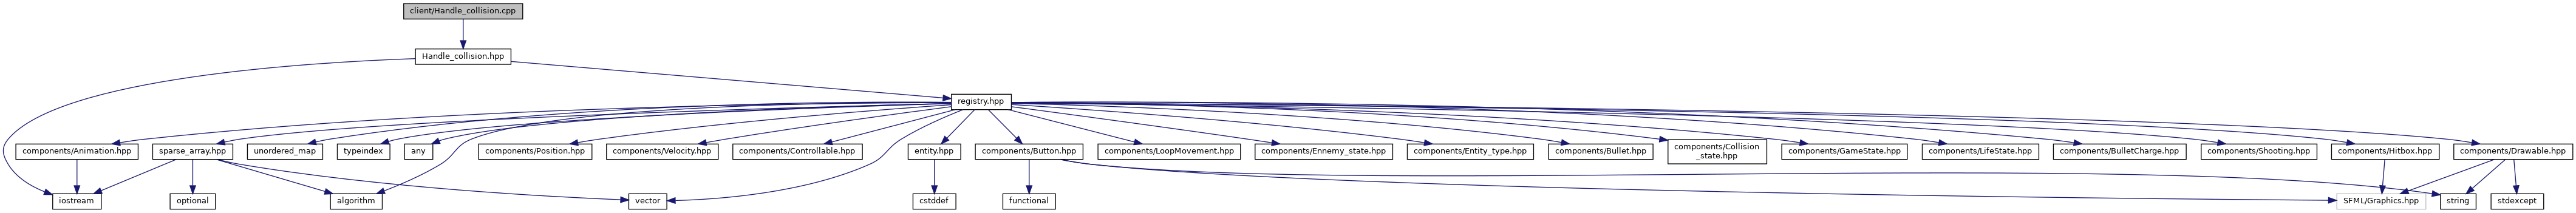 client/Handle_collision.cpp
Handle_collision.hpp
registry.hpp
components/Animation.hpp
sparse_array.hpp
unordered_map
typeindex
any
components/Position.hpp
components/Velocity.hpp
components/Controllable.hpp
entity.hpp
components/Button.hpp
components/LoopMovement.hpp
components/Ennemy_state.hpp
components/Entity_type.hpp
components/Bullet.hpp
components/Collision
_state.hpp
components/GameState.hpp
components/LifeState.hpp
components/BulletCharge.hpp
components/Shooting.hpp
components/Hitbox.hpp
components/Drawable.hpp
iostream
optional
algorithm
vector
cstddef
functional
SFML/Graphics.hpp
string
stdexcept